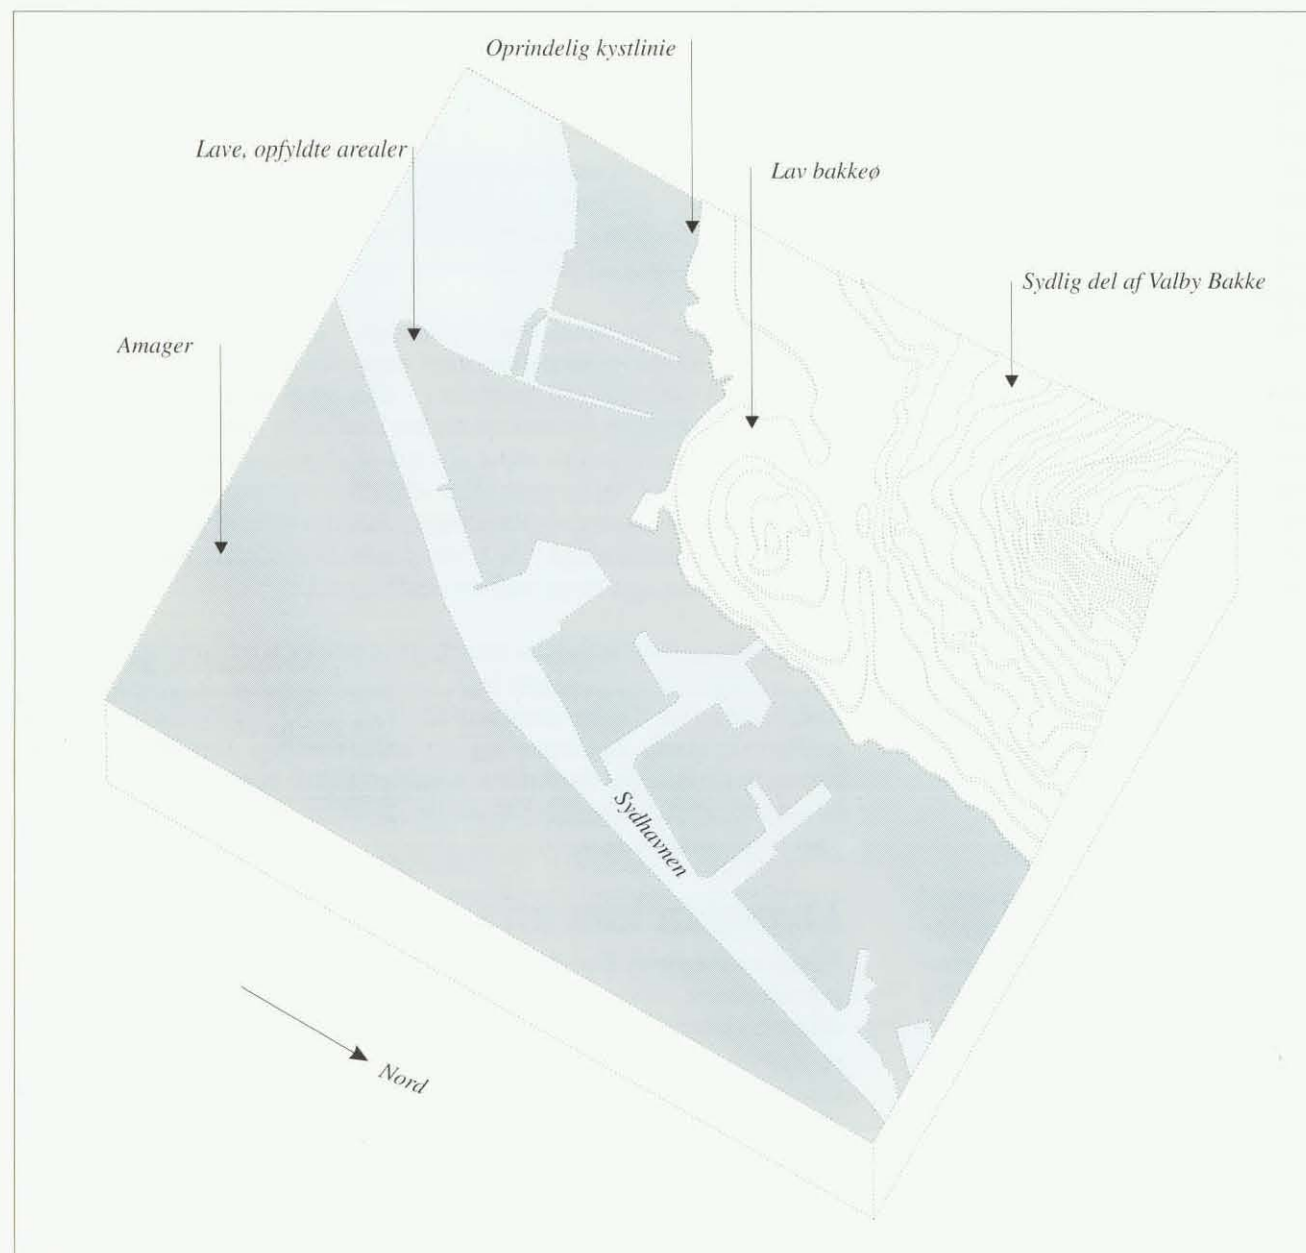 Oprindelig kystlinie
Lave, opfyldte arealer
Lav bakkeø
Sydlig del af Valby Bakke
Amager
Sydhavnen
Nord